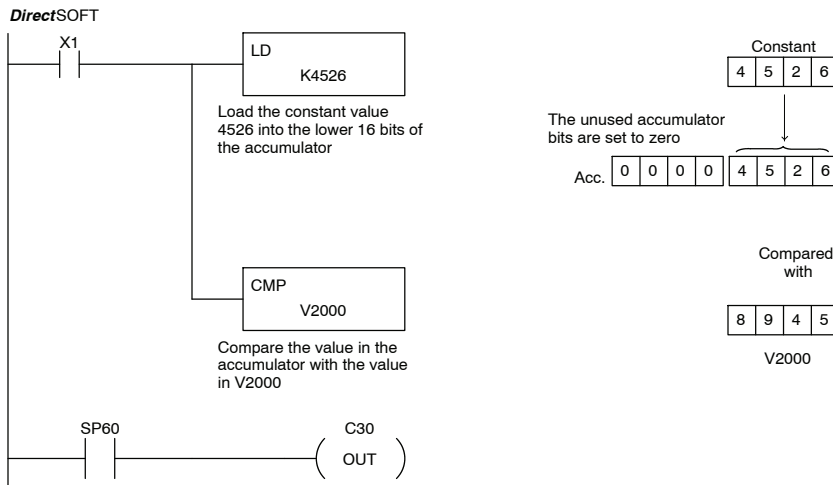 DirectSOFT
X1
LD
K4526
Load the constant value
4526 into the lower 16 bits of
the accumulator
CMP
V2000
Compare the value in the
accumulator with the value
in V2000
SP60
C30
OUT
Constant
4 5 2 6
The unused accumulator
bits are set to zero
Acc. 0 0 0 0 4 5 2 6
Compared
with
8 9 4 5
V2000